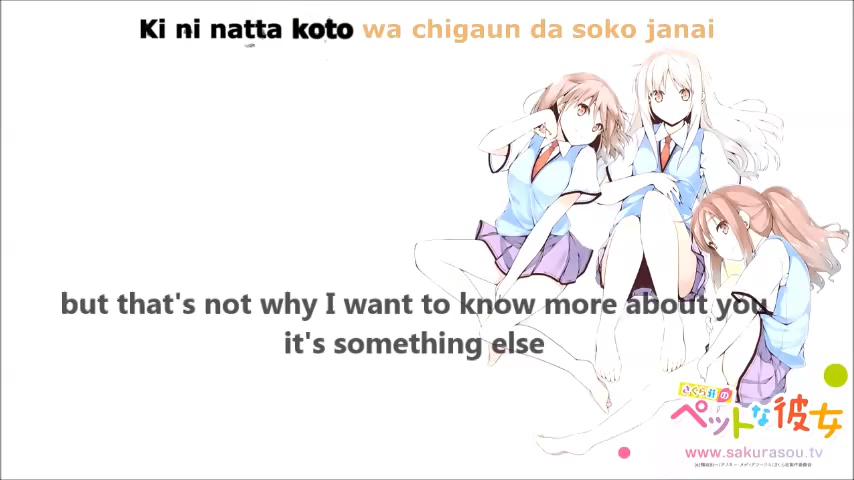 Ki ni natta koto wa chigaun da soko janai
but that's not why I want to know more about you
it's something else
さくら荘の
ペットな彼女
www.sakurasou.tv